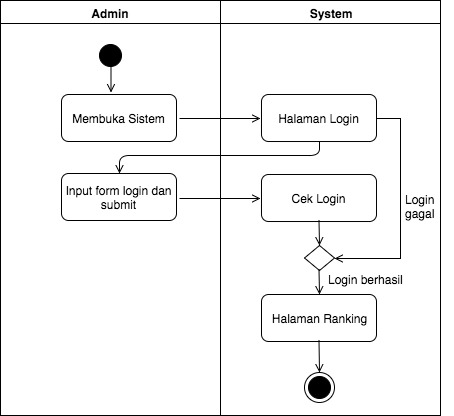 Admin
System
Membuka Sistem
Halaman Login
Input form login dan
submit
Cek Login
Login
gagal
Login berhasil
Halaman Ranking